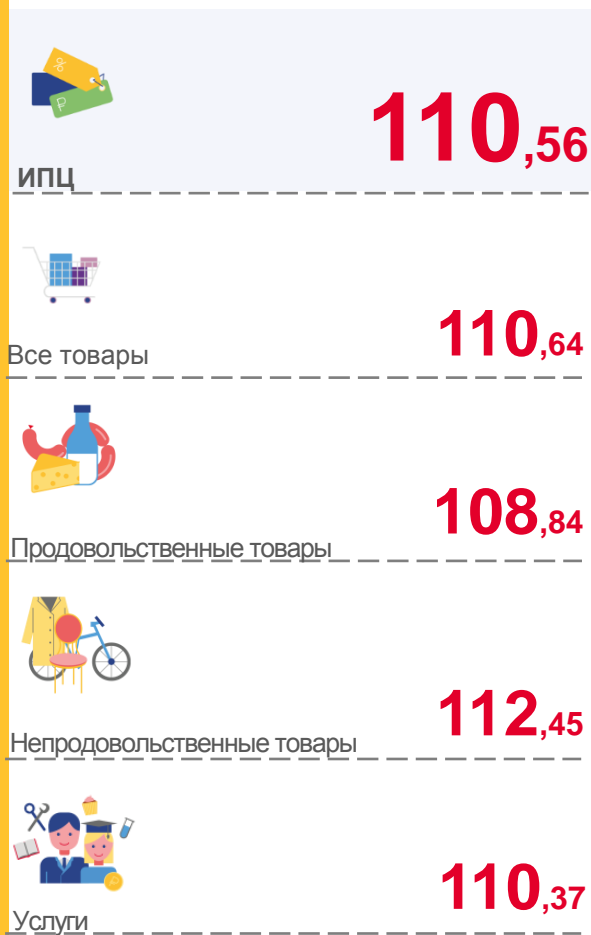 %
₽
110,56
ИПЦ
110,64
Все товары
108,84
Продовольственные товары
112,45
Непродовольственные товары
110,37
Услуги